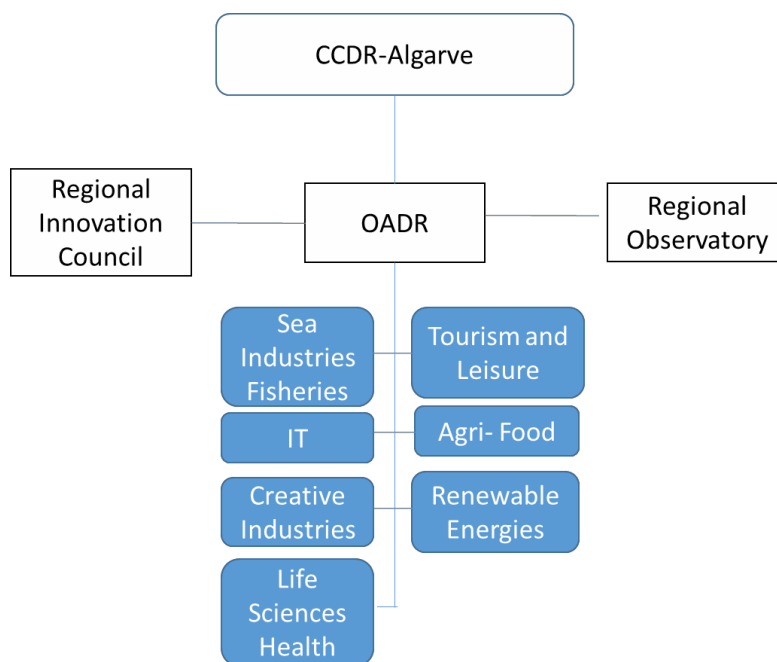 CCDR-Algarve
Regional
Innovation
Council
OADR
Regional
Observatory
Sea
Industries
Fisheries
Tourism and
Leisure
IT
Agri- Food
Creative
Industries
Renewable
Energies
Life
Sciences
Health